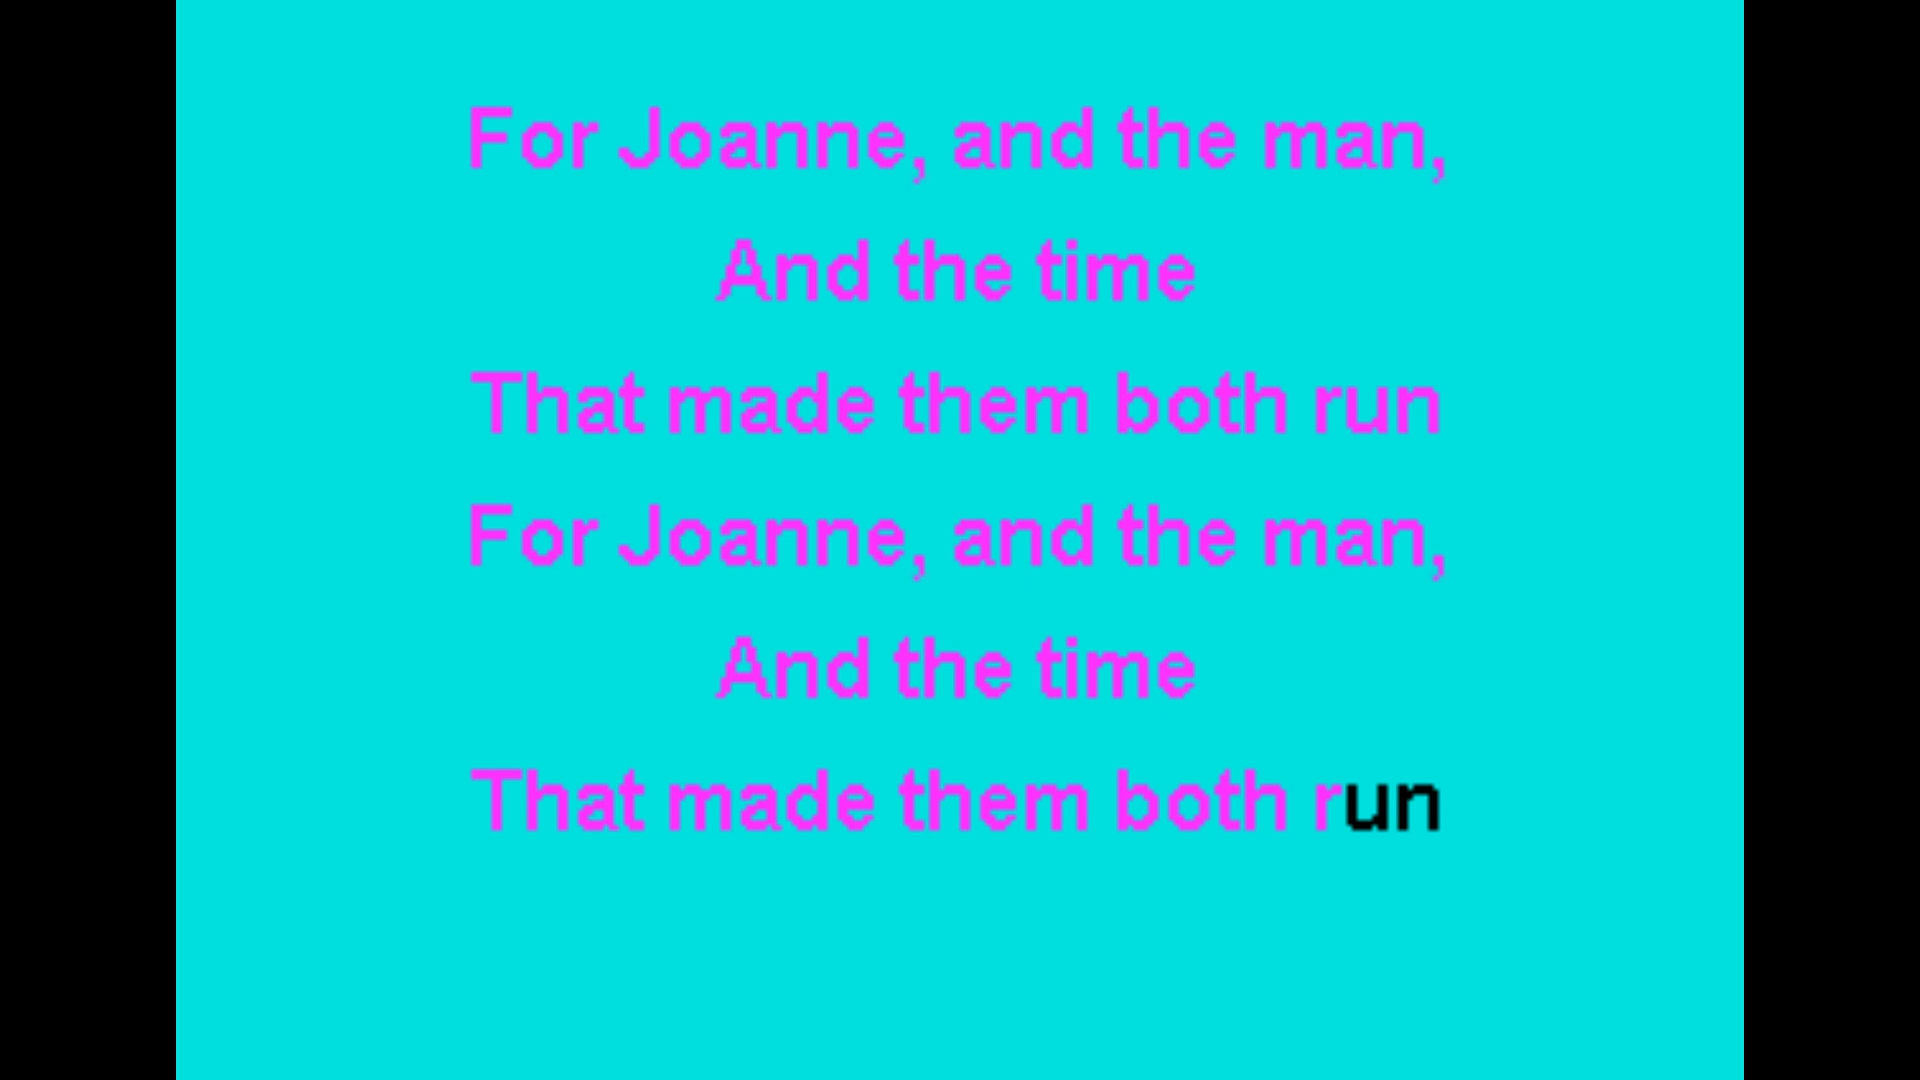 For Joanne, and the man,
And the time
That made them both run
For Joanne, and the man,
And the time
That made them both run